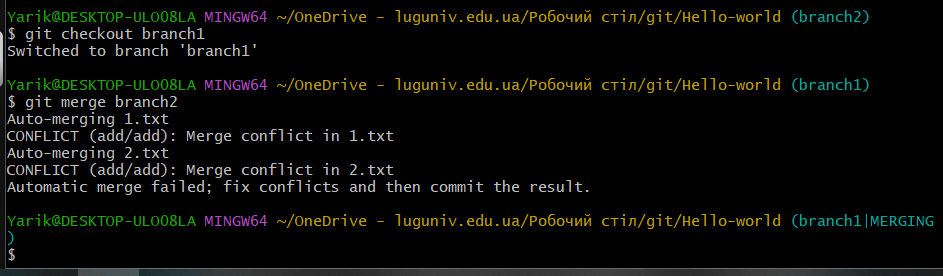 Yarik@DESKTOP-ULO08LA MINGW64 ~/OneDrive - luguniv.edu.ua/Робочий стіл/git/Hello-world (branch2)
$ git checkout branch1
Switched to branch 'branch1'
Yarik@DESKTOP-ULO08LA MINGW64 ~/OneDrive - luguniv.edu.ua/Робочий стіл/git/Hello-world (branch1)
$ git merge branch2
Auto-merging 1.txt
CONFLICT (add/add): Merge conflict in 1.txt
Auto-merging 2.txt
CONFLICT (add/add): Merge conflict in 2.txt
Automatic merge failed; fix conflicts and then commit the result.
Yarik@DESKTOP-ULO08LA MINGW64 ~/OneDrive - luguniv.edu.ua/Робочий стіл/git/Hello-world (branch1|MERGING
)
$